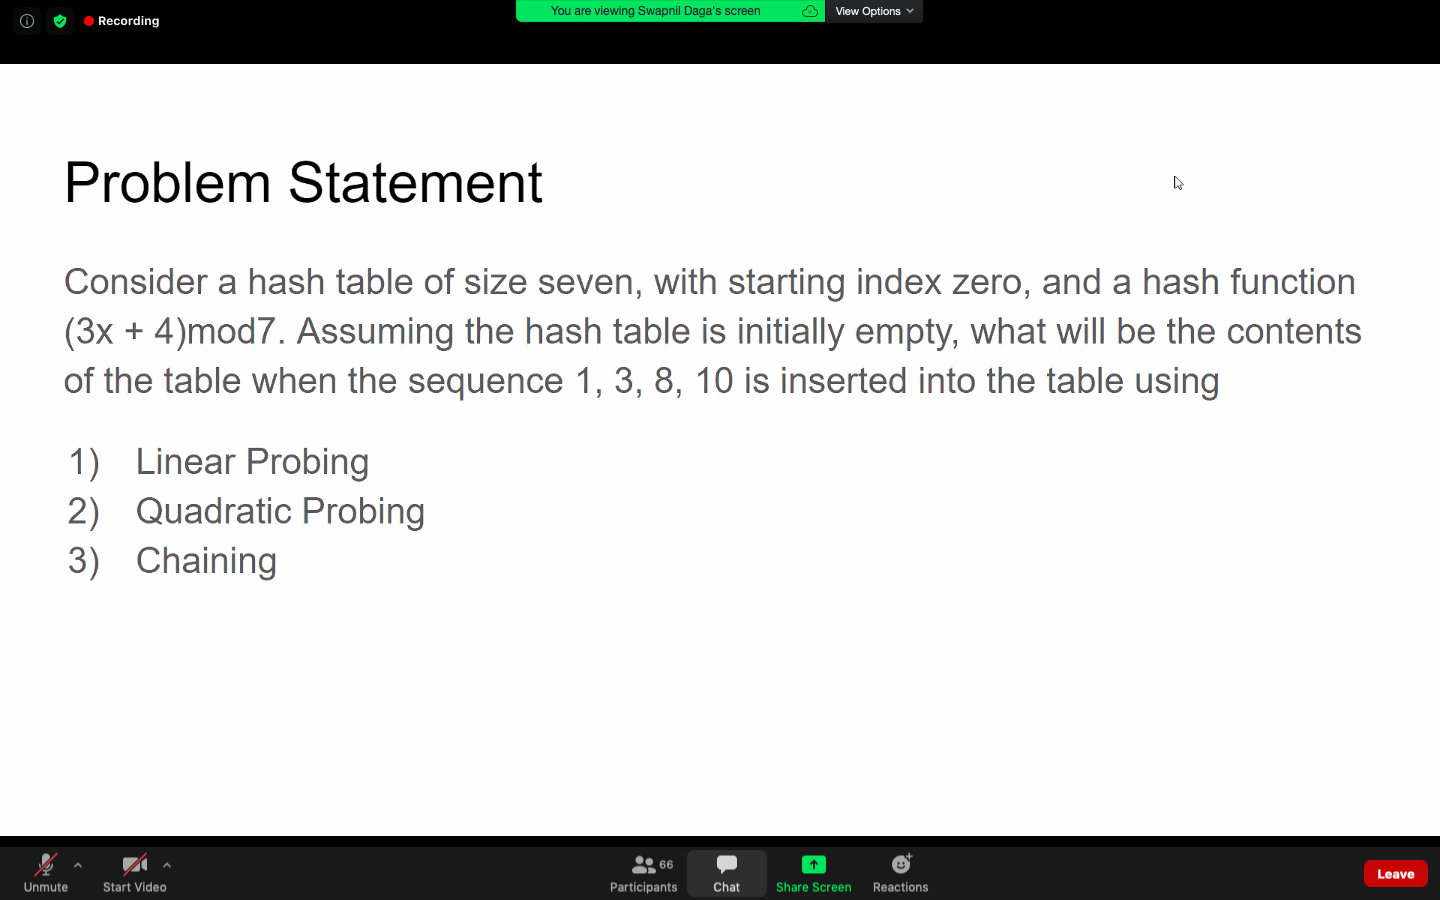 Recording
You are viewing Swapnil Daga's screen
View Options
Problem Statement
Consider a hash table of size seven, with starting index zero, and a hash function
(3x + 4)mod7. Assuming the hash table is initially empty, what will be the contents
of the table when the sequence 1, 3, 8, 10 is inserted into the table using
1) Linear Probing
2) Quadratic Probing
3) Chaining
Unmute
Start Video
66
Participants
Chat
Share Screen
Reactions
Leave